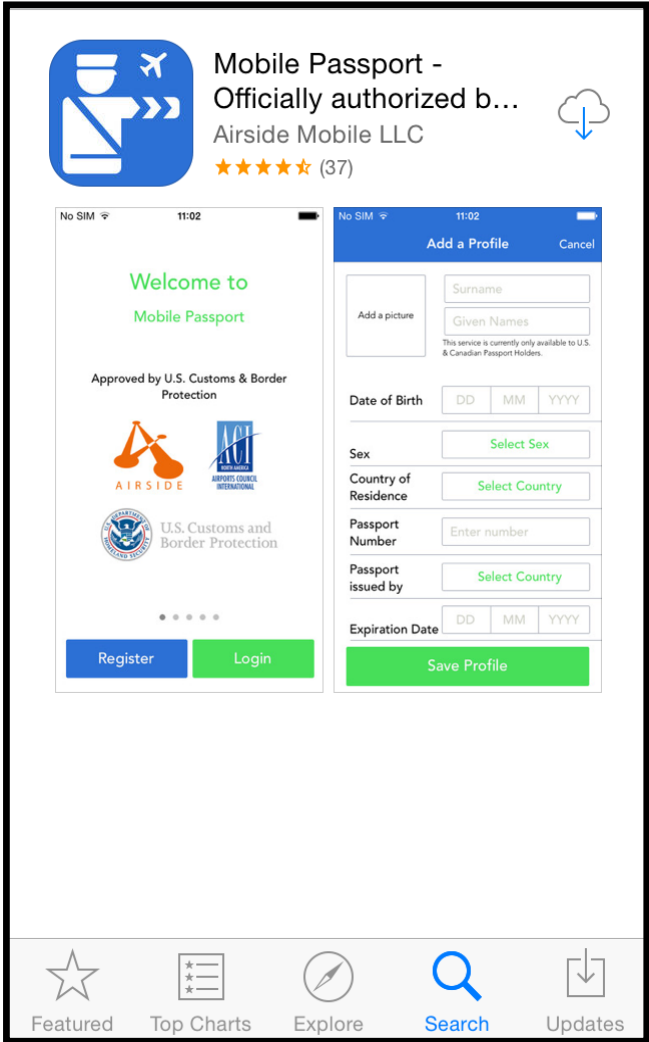 Mobile Passport -
Officially authorized b...
Airside Mobile LLC
(37)
No SIM
11:02
Welcome to
Mobile Passport
Approved by U.S. Customs & Border
Protection
AIRSIDE
ACI
NORTH AMERICA
AIRPORTS COUNCIL
INTERNATIONAL
U.S. DEPARTMENT OF
HOMELAND SECURITY
U.S. Customs and
Border Protection
Register
Login
No SIM
11:02
Add a Profile
Cancel
Add a picture
Surname
Given Names
This service is currently only available to U.S.
& Canadian Passport Holders.
Date of Birth
DD
MM
YYYY
Sex
Select Sex
Country of
Residence
Select Country
Passport
Number
Enter number
Passport
issued by
Select Country
Expiration Date
DD
MM
YYYY
Save Profile
Featured
Top Charts
Explore
Search
Updates